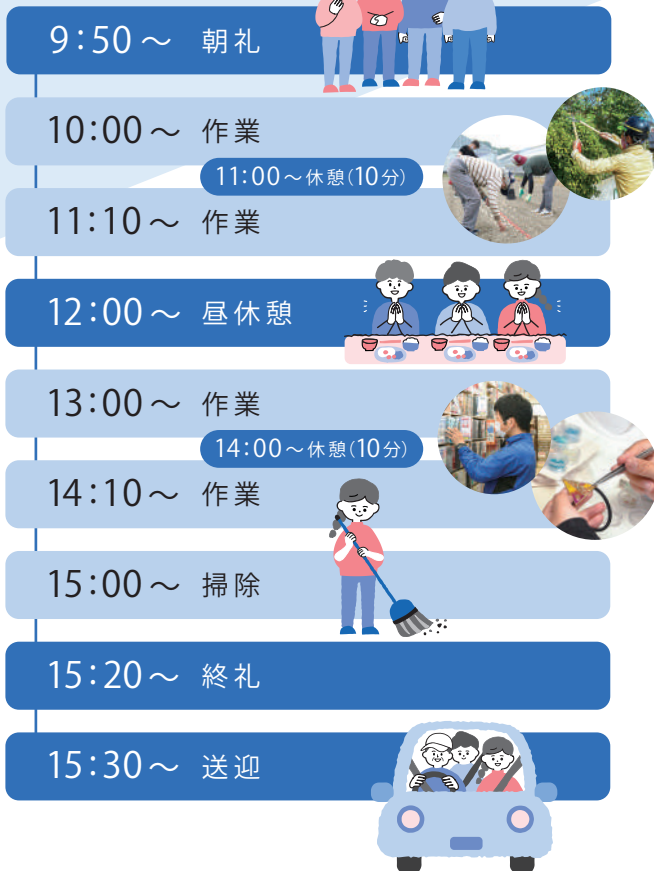 9:50～ 朝礼
10:00～ 作業
11:00～休憩(10分)
11:10～ 作業
12:00～ 昼休憩
13:00～ 作業
14:00～休憩(10分)
14:10～ 作業
15:00～ 掃除
15:20～ 終礼
15:30～ 送迎